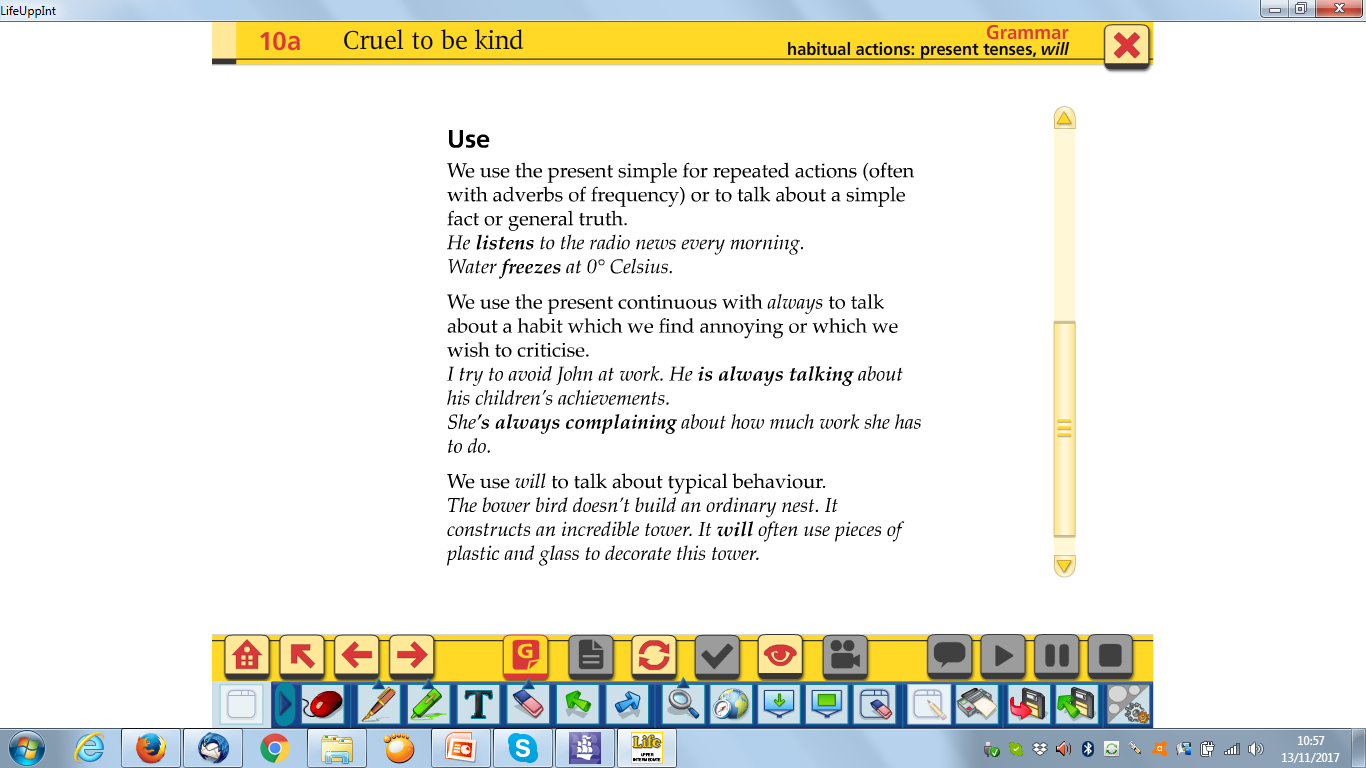 LifeUppInt
10a Cruel to be kind
Grammar
habitual actions: present tenses, will
Use
We use the present simple for repeated actions (often
with adverbs of frequency) or to talk about a simple
fact or general truth.
He listens to the radio news every morning.
Water freezes at 0° Celsius.
We use the present continuous with always to talk
about a habit which we find annoying or which we
wish to criticise.
I try to avoid John at work. He is always talking about
his children's achievements.
She's always complaining about how much work she has
to do.
We use will to talk about typical behaviour.
The bower bird doesn't build an ordinary nest. It
constructs an incredible tower. It will often use pieces of
plastic and glass to decorate this tower.
G
T
Life
UPPER
INTERMEDIATE
10:57
13/11/2017